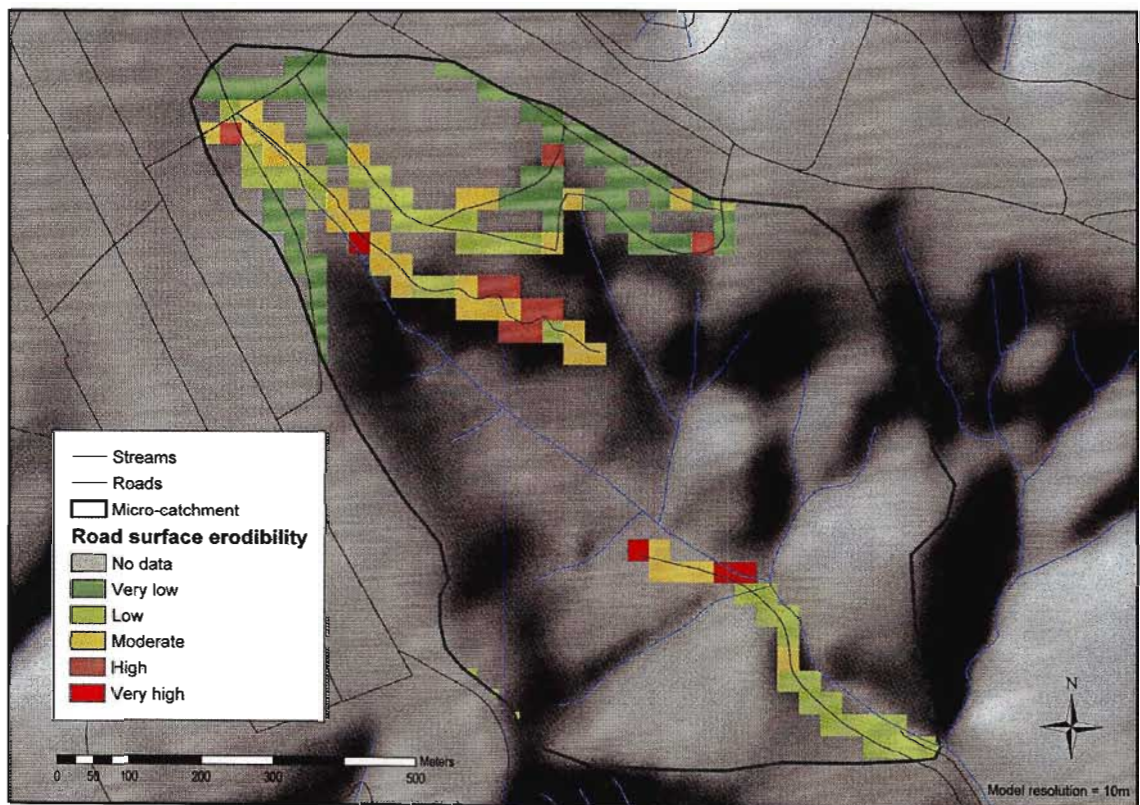 Streams
Roads
Micro-catchment
Road surface erodibility
No data
Very low
Low
Moderate
High
Very high
N
Meters
0 50 100 200 300 400 500
Model resolution = 10m